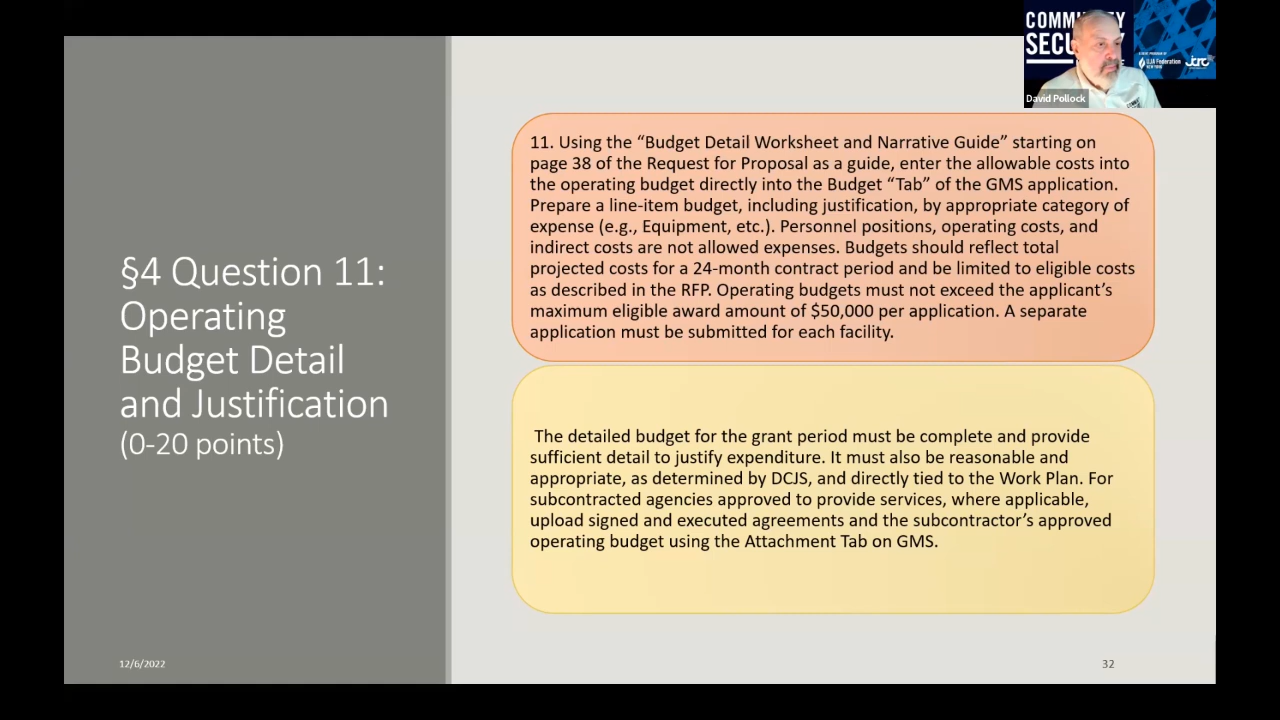 §4 Question 11:
Operating
Budget Detail
and Justification
(0-20 points)
12/6/2022
11. Using the “Budget Detail Worksheet and Narrative Guide” starting on
page 38 of the Request for Proposal as a guide, enter the allowable costs into
the operating budget directly into the Budget “Tab” of the GMS application.
Prepare a line-item budget, including justification, by appropriate category of
expense (e.g., Equipment, etc.). Personnel positions, operating costs, and
indirect costs are not allowed expenses. Budgets should reflect total
projected costs for a 24-month contract period and be limited to eligible costs
as described in the RFP. Operating budgets must not exceed the applicant’s
maximum eligible award amount of $50,000 per application. A separate
application must be submitted for each facility.
The detailed budget for the grant period must be complete and provide
sufficient detail to justify expenditure. It must also be reasonable and
appropriate, as determined by DCJS, and directly tied to the Work Plan. For
subcontracted agencies approved to provide services, where applicable,
upload signed and executed agreements and the subcontractor’s approved
operating budget using the Attachment Tab on GMS.
32
UJA Federation
NEW YORK
jcrc
David Pollock